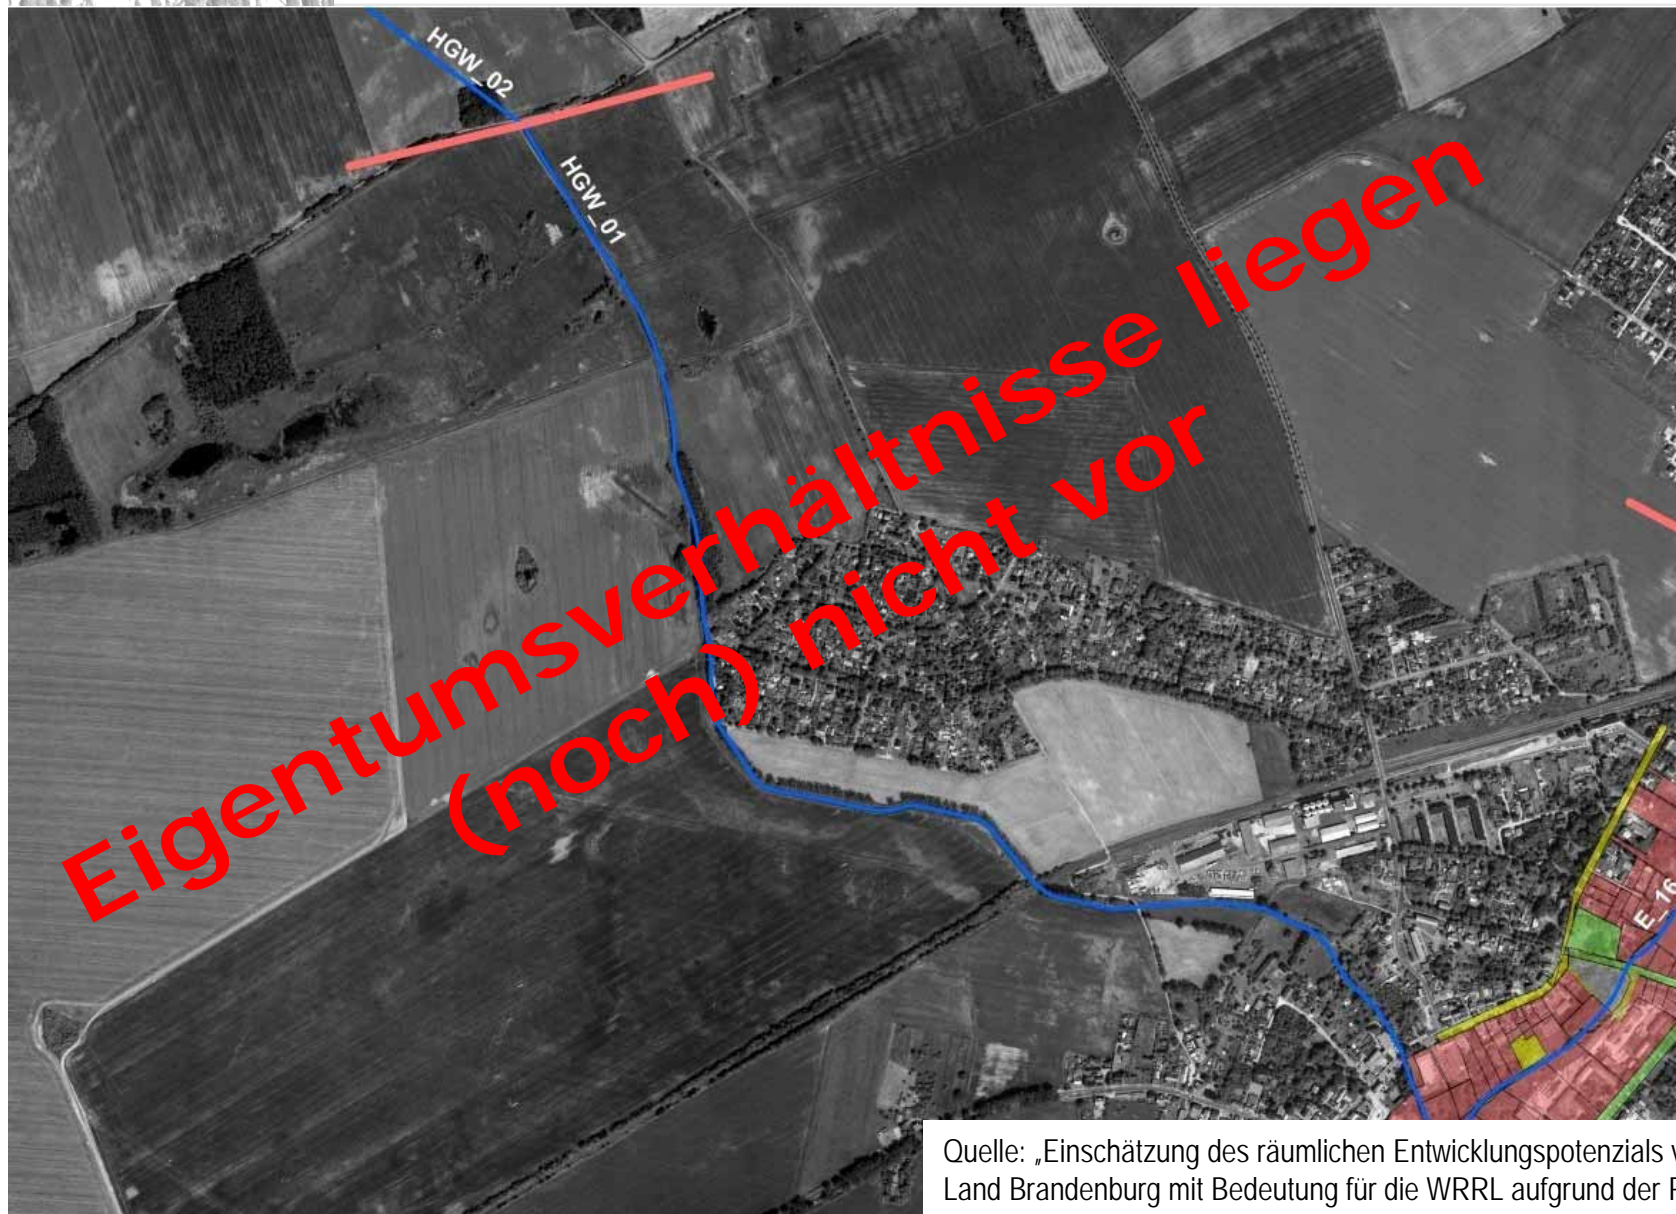 HGW_02
HGW_01
Eigentumsverhältnisse liegen
(noch) nicht vor
E_16
Quelle: „Einschätzung des räumlichen Entwicklungspotenzials
Land Brandenburg mit Bedeutung für die WRRL aufgrund der